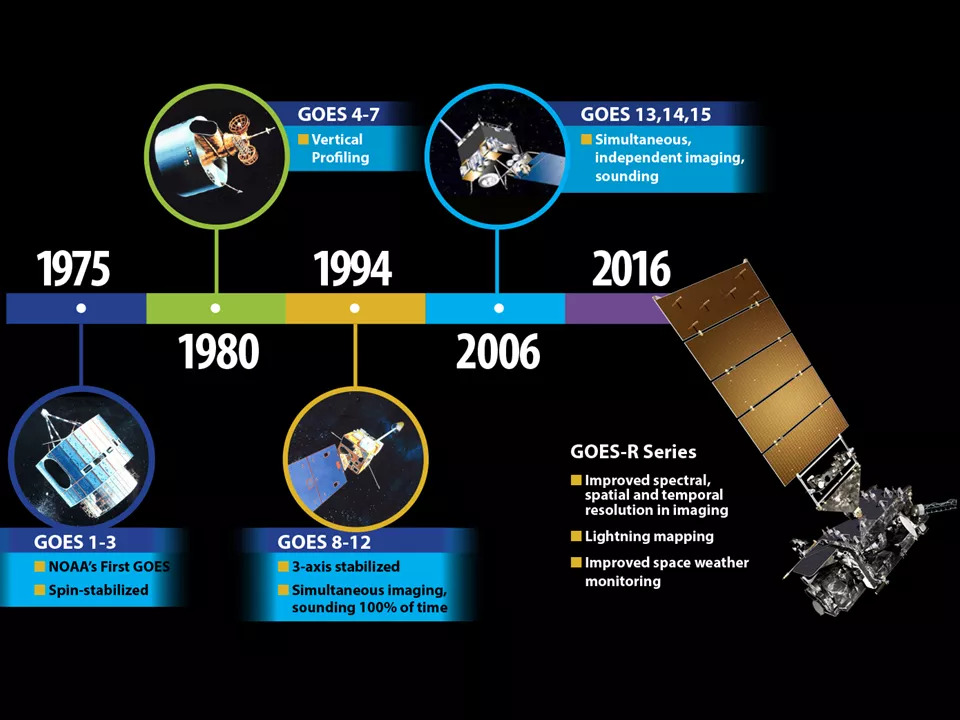 GOES 4-7
Vertical
Profiling
GOES 13,14,15
Simultaneous,
independent imaging,
sounding
1975
1994
2016
1980
2006
GOES 1-3
NOAA's First GOES
Spin-stabilized
GOES 8-12
3-axis stabilized
Simultaneous imaging,
sounding 100% of time
GOES-R Series
Improved spectral,
spatial and temporal
resolution in imaging
Lightning mapping
Improved space weather
monitoring